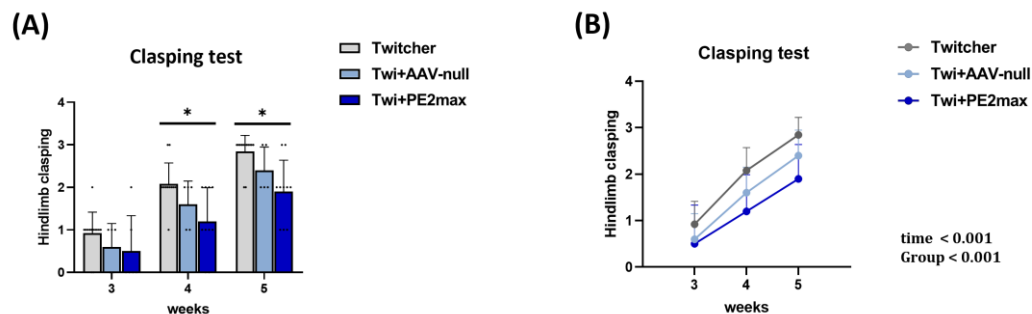 (A)
Clasping test
Twitcher
Twi+AAV-null
Twi+PE2max
* *
Hindlimb clasping
4
3
2
1
0
3 4 5
weeks
(B)
Clasping test
Twitcher
Twi+AAV-null
Twi+PE2max
Hindlimb clasping
4
3
2
1
0
3 4 5
weeks
time < 0.001
Group < 0.001